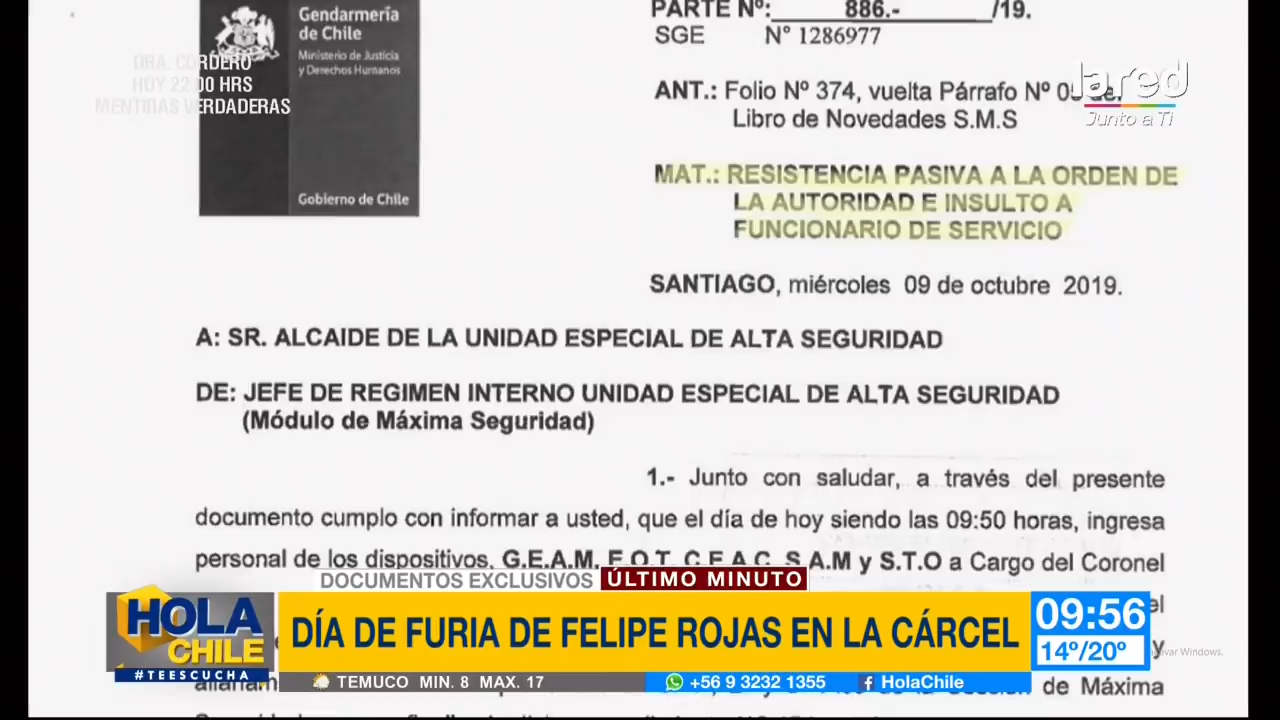 Gendarmería
de Chile
Ministerio de Justicia
y Derechos Humanos
Gobierno de Chile
DRA. CORDERO
HOY 22:00 HRS
MENTIRAS VERDADERAS
la red
Junto a Ti
PARTE Nº: 886.- /19.
SGE N° 1286977
ANT.: Folio Nº 374, vuelta Párrafo Nº de.
Libro de Novedades S.M.S
MAT.: RESISTENCIA PASIVA A LA ORDEN DE
LA AUTORIDAD E INSULTO A
FUNCIONARIO DE SERVICIO
SANTIAGO, miércoles 09 de octubre 2019.
A: SR. ALCAIDE DE LA UNIDAD ESPECIAL DE ALTA SEGURIDAD
DE: JEFE DE REGIMEN INTERNO UNIDAD ESPECIAL DE ALTA SEGURIDAD
(Módulo de Máxima Seguridad)
1.- Junto con saludar, a través del presente
documento cumplo con informar a usted, que el día de hoy siendo las 09:50 horas, ingresa
personal de los dispositivos, G.E.A.M, E.O.T, C.E.A.C, S.A.M y S.T.O a Cargo del Coronel
DOCUMENTOS EXCLUSIVOS ÚLTIMO MINUTO
HOLA
CHILE
#TEESCUCHA
DÍA DE FURIA DE FELIPE ROJAS EN LA CÁRCEL
09:56
14º/20º
y
de Máxima
TEMUCO MIN. 8 MAX. 17
+56 9 3232 1355
HolaChile